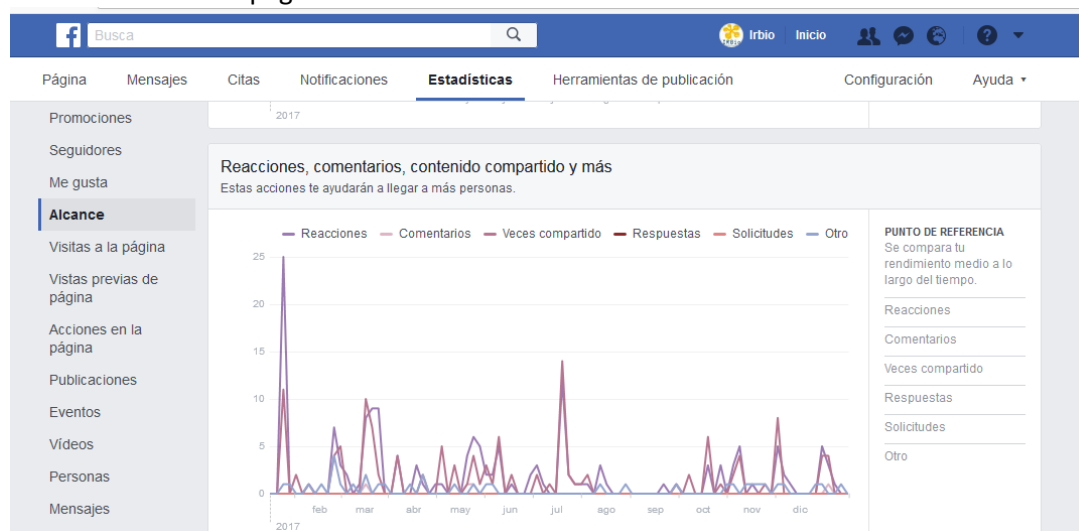 Busca
Irbio Inicio
Página Mensajes Citas Notificaciones Estadísticas Herramientas de publicación Configuración Ayuda
Promociones
Seguidores
Me gusta
Alcance
Visitas a la página
Vistas previas de
página
Acciones en la
página
Publicaciones
Eventos
Vídeos
Personas
Mensajes
2017
Reacciones, comentarios, contenido compartido y más
Estas acciones te ayudarán a llegar a más personas.
Reacciones Comentarios Veces compartido Respuestas Solicitudes Otro
25
20
15
10
5
0
feb mar abr may jun jul ago sep oct nov dic
2017
PUNTO DE REFERENCIA
Se compara tu
rendimiento medio a lo
largo del tiempo.
Reacciones
Comentarios
Veces compartido
Respuestas
Solicitudes
Otro